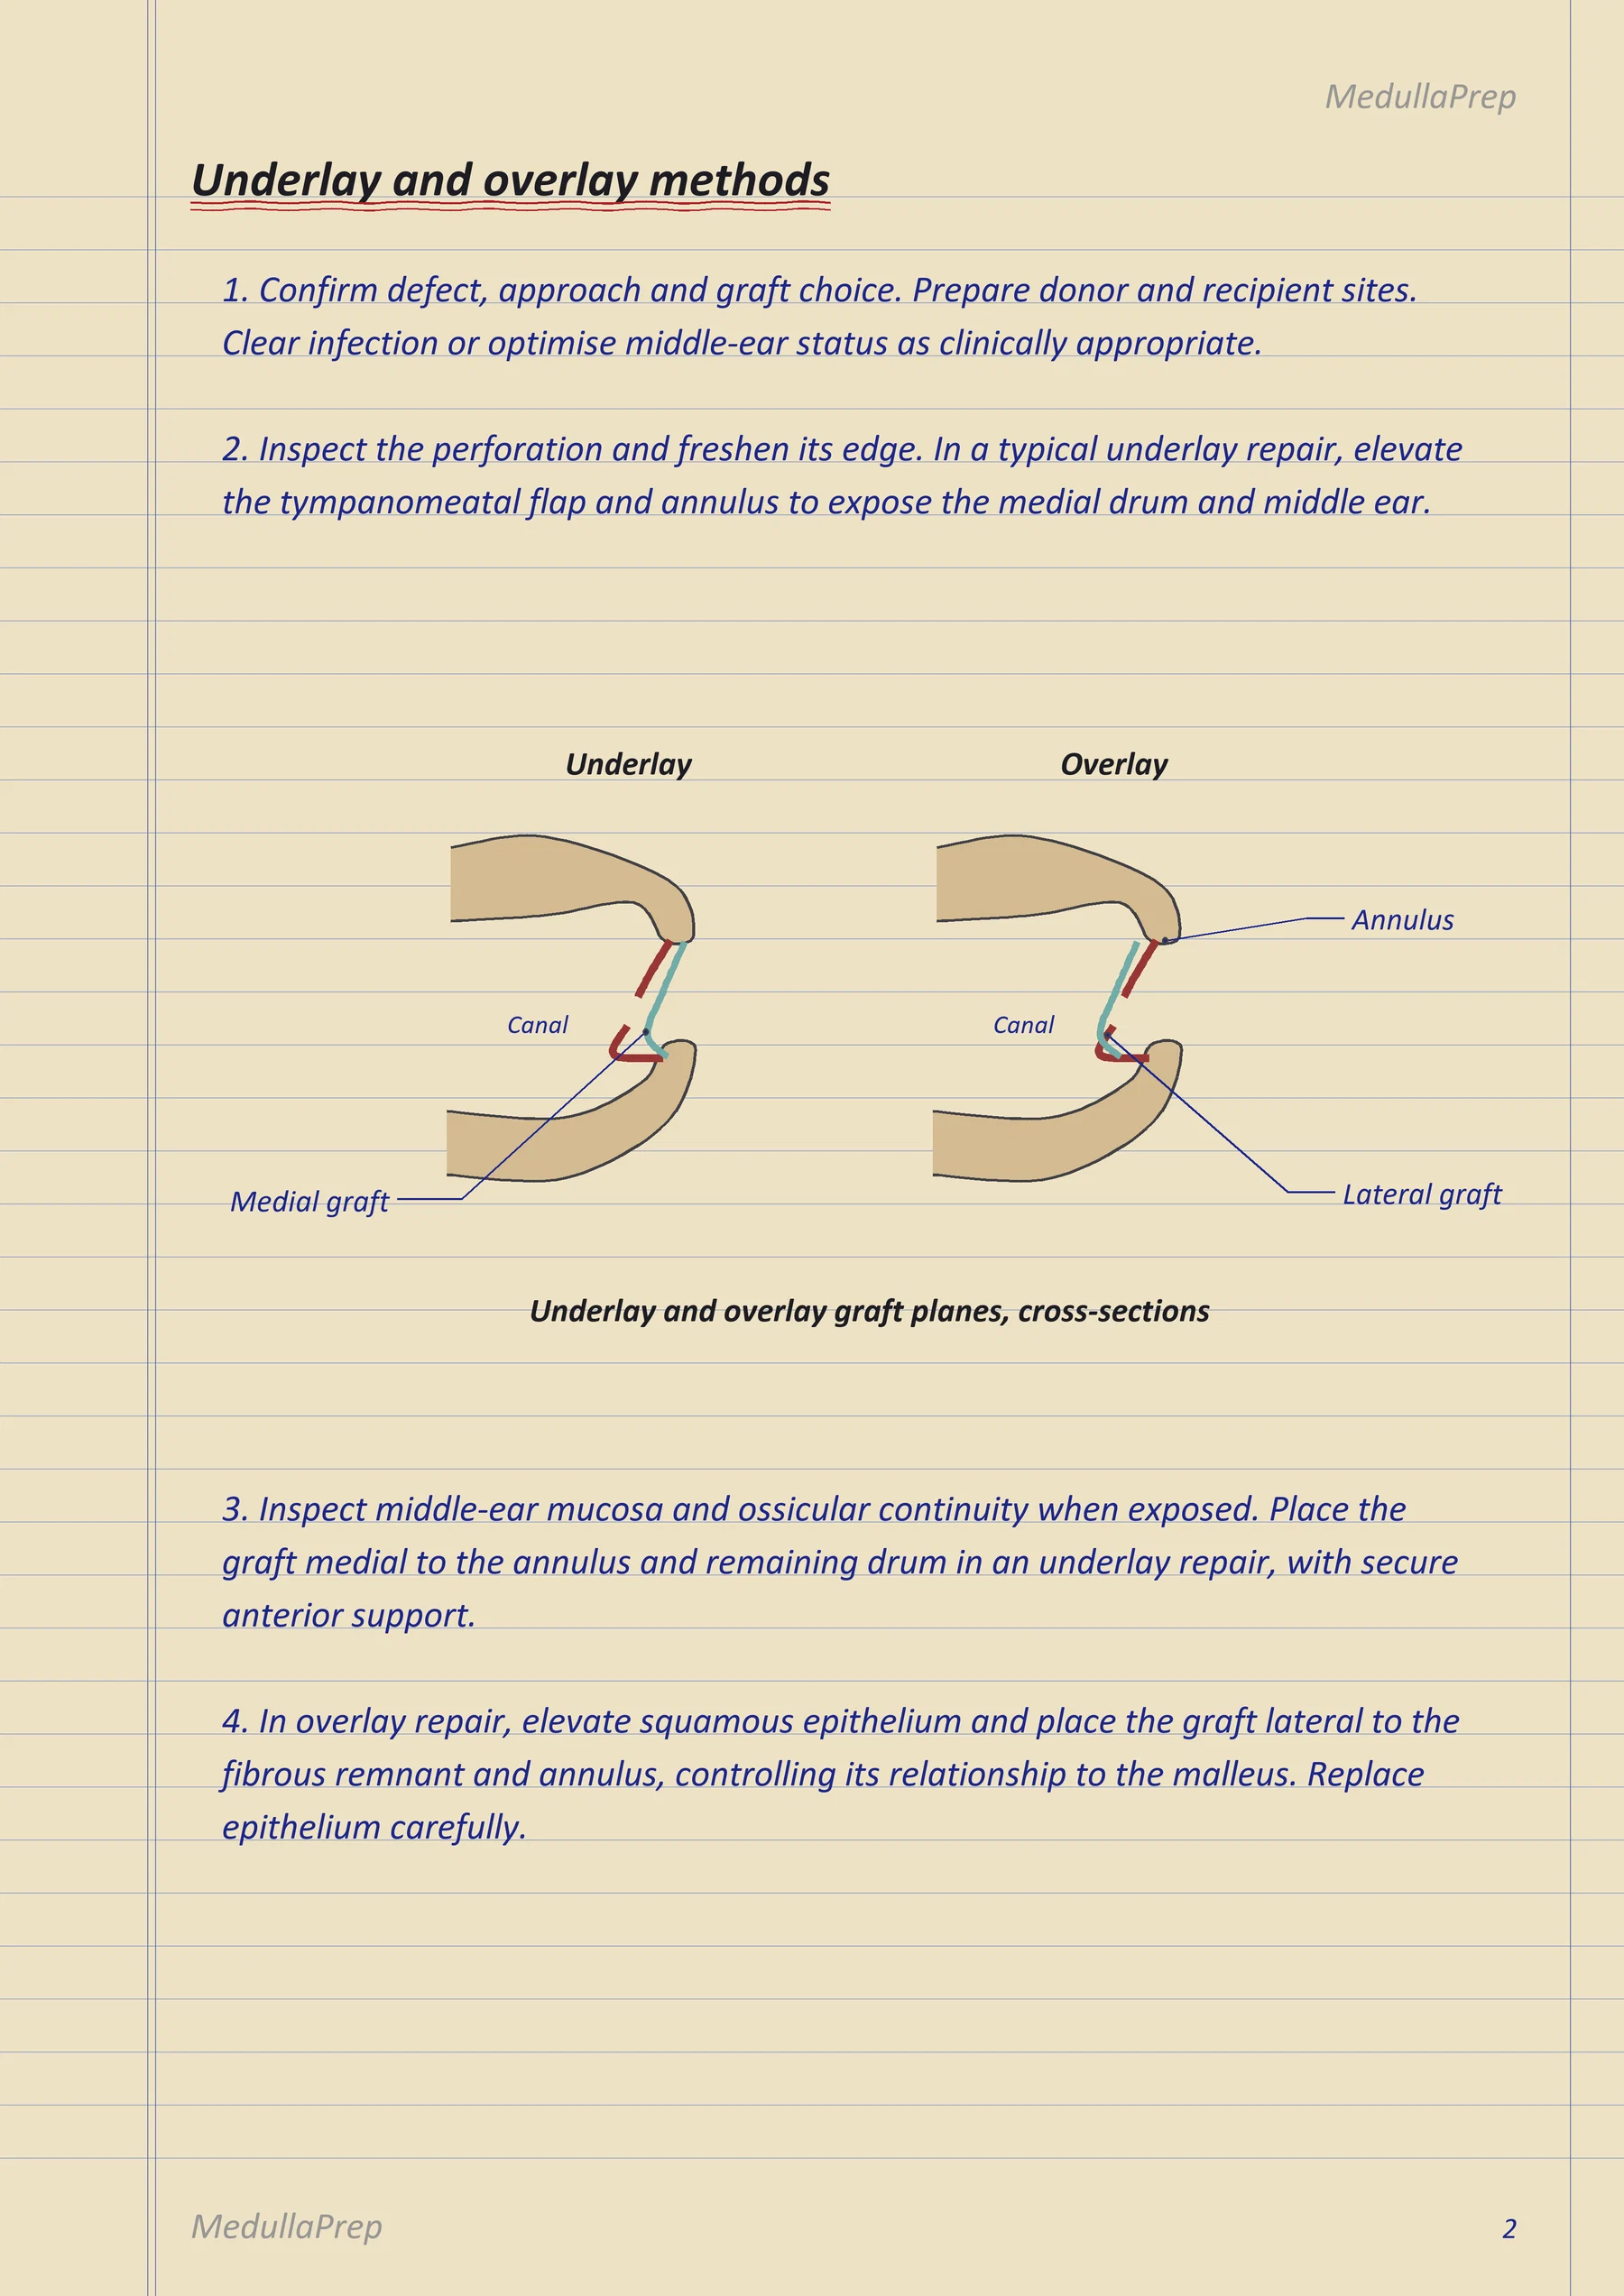 MedullaPrep
Underlay and overlay methods
1. Confirm defect, approach and graft choice. Prepare donor and recipient sites.
Clear infection or optimise middle-ear status as clinically appropriate.
2. Inspect the perforation and freshen its edge. In a typical underlay repair, elevate
the tympanomeatal flap and annulus to expose the medial drum and middle ear.
Underlay
Overlay
Annulus
Canal
Canal
Medial graft
Lateral graft
Underlay and overlay graft planes, cross-sections
3. Inspect middle-ear mucosa and ossicular continuity when exposed. Place the
graft medial to the annulus and remaining drum in an underlay repair, with secure
anterior support.
4. In overlay repair, elevate squamous epithelium and place the graft lateral to the
fibrous remnant and annulus, controlling its relationship to the malleus. Replace
epithelium carefully.
MedullaPrep
2